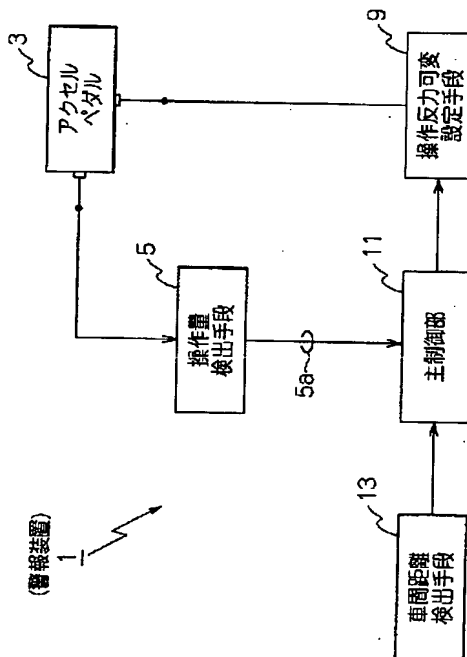 (警報装置)
1
3
アクセル
ペダル
5
操作量
検出手段
5a
9
操作反力可変
設定手段
11
主制御部
13
車間距離
検出手段